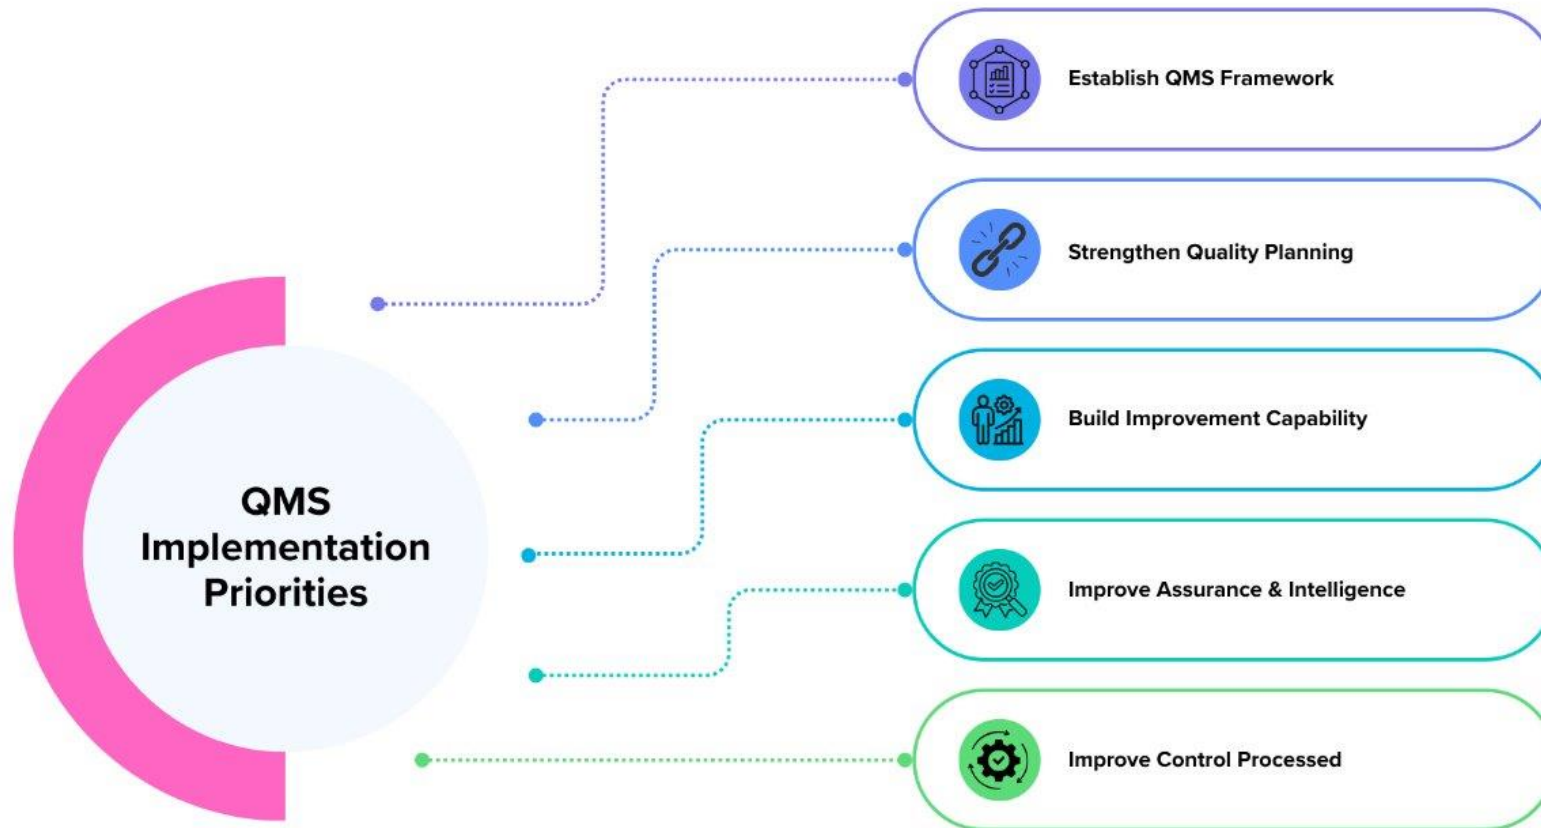 QMS
Implementation
Priorities
Establish QMS Framework
Strengthen Quality Planning
Build Improvement Capability
Improve Assurance & Intelligence
Improve Control Processed